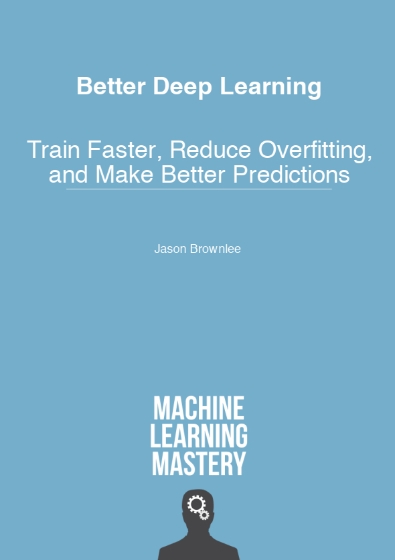 Better Deep Learning
Train Faster, Reduce Overfitting,
and Make Better Predictions
Jason Brownlee
MACHINE
LEARNING
MASTERY